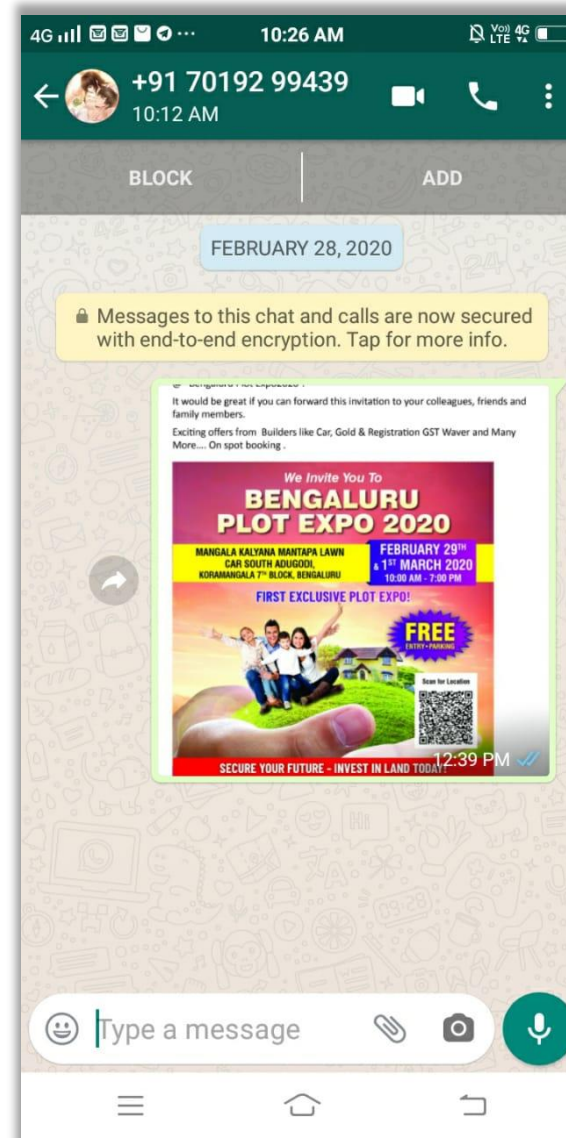 4G 10:26 AM VoLTE 4G
+91 70192 99439
10:12 AM
BLOCK ADD
FEBRUARY 28, 2020
Messages to this chat and calls are now secured
with end-to-end encryption. Tap for more info.
It would be great if you can forward this invitation to your colleagues, friends and
family members.
Exciting offers from Builders like Car, Gold & Registration GST Waver and Many
More.... On spot booking .
We Invite You To
BENGALURU
PLOT EXPO 2020
MANGALA KALYANA MANTAPA LAWN
CAR SOUTH ADUGODI,
KORAMANGALA 7TH BLOCK, BENGALURU
FEBRUARY 29TH
& 1ST MARCH 2020
10:00 AM - 7:00 PM
FIRST EXCLUSIVE PLOT EXPO!
FREE
ENTRY • PARKING
Scan for Location
SECURE YOUR FUTURE - INVEST IN LAND TODAY!
12:39 PM
Type a message